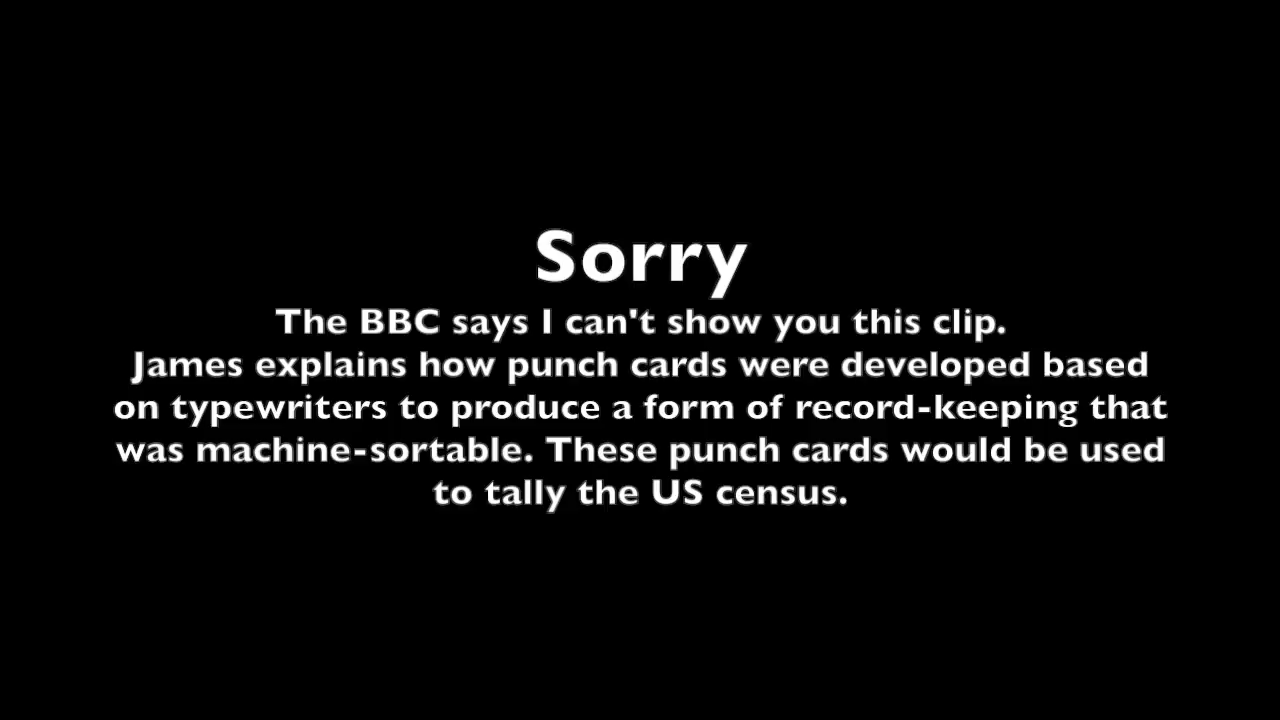 Sorry
The BBC says I can't show you this clip.
James explains how punch cards were developed based
on typewriters to produce a form of record-keeping that
was machine-sortable. These punch cards would be used
to tally the US census.